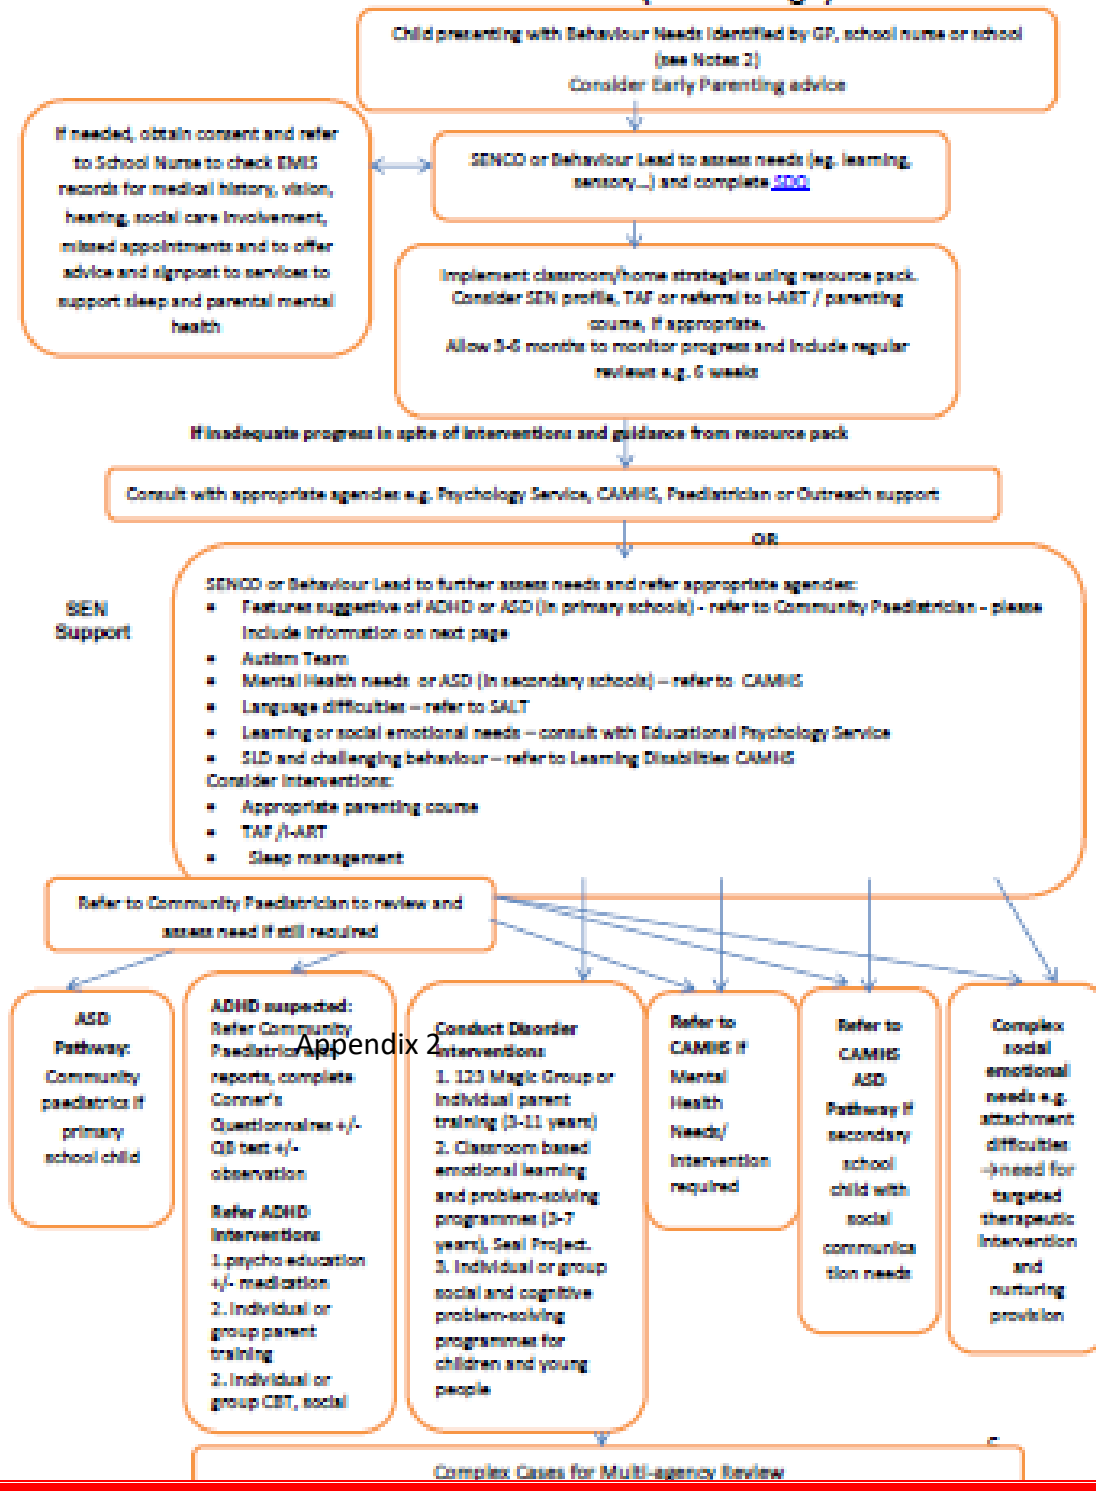 Child presenting with Behaviour Needs identified by GP, school nurse or school
(see Notes 2)
Consider Early Parenting advice
If needed, obtain consent and refer
to School Nurse to check EMIS
records for medical history, vision,
hearing, social care involvement,
missed appointments and to offer
advice and signpost to services to
support sleep and parental mental
health
SENCO or Behaviour Lead to assess needs (eg. learning,
sensory...) and complete SDQ
Implement classroom/home strategies using resource pack.
Consider SEN profile, TAF or referral to I-ART / parenting
course, if appropriate.
Allow 3-6 months to monitor progress and include regular
reviews e.g. 6 weeks
If inadequate progress in spite of interventions and guidance from resource pack
Consult with appropriate agencies e.g. Psychology Service, CAMHS, Paediatrician or Outreach support
OR
SEN
Support
SENCO or Behaviour Lead to further assess needs and refer appropriate agencies:
• Features suggestive of ADHD or ASD (in primary schools) - refer to Community Paediatrician – please
include information on next page
• Autism Team
• Mental Health needs or ASD (in secondary schools) – refer to CAMHS
• Language difficulties – refer to SALT
• Learning or social emotional needs – consult with Educational Psychology Service
• SLD and challenging behaviour – refer to Learning Disabilities CAMHS
Consider interventions:
• Appropriate parenting course
• TAF /I-ART
• Sleep management
Refer to Community Paediatrician to review and
assess need if still required
ASD
Pathway:
Community
paediatrics if
primary
school child
ADHD suspected:
Refer Community
Paediatrics
reports, complete
Conner's
Questionnaires +/-
QB test +/-
observation
Refer ADHD
interventions
1.psycho education
+/- medication
2. Individual or
group parent
training
2. Individual or
group CBT, social
Appendix 2
Conduct Disorder
interventions
1. 123 Magic Group or
individual parent
training (3-11 years)
2. Classroom based
emotional learning
and problem-solving
programmes (3-7
years), Seal Project.
3. Individual or group
social and cognitive
problem-solving
programmes for
children and young
people
Refer to
CAMHS if
Mental
Health
Needs/
intervention
required
Refer to
CAMHS
ASD
Pathway if
secondary
school
child with
social
communica
tion needs
Complex
social
emotional
needs e.g.
attachment
difficulties
→need for
targeted
therapeutic
intervention
and
nurturing
provision
Complex Cases for Multi-agency Review